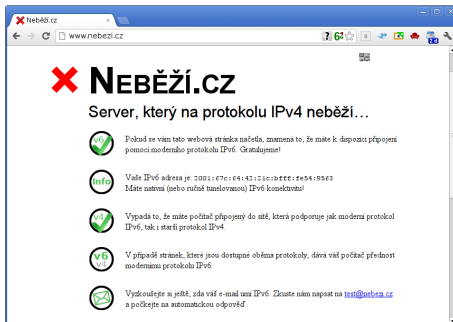 Neběží.cz
www.nebezi.cz
NEBĚŽÍ.CZ
Server, který na protokolu IPv4 neběží...
v6
Pokud se vám tato webová stránka načetla, znamená to, že máte k dispozici připojení
pomocí moderního protokolu IPv6. Gratulujeme!
info
Vaše IPv6 adresa je: 2001:67c:64:42:21c:bfff:fe54:9563
Máte nativní (nebo ručně tunelovanou) IPv6 konektivitu!
v4
Vypadá to, že máte počítač připojený do sítě, která podporuje jak moderní protokol
IPv6, tak i starší protokol IPv4.
v6
v4
V případě stránek, které jsou dostupné oběma protokoly, dává váš počítač přednost
modernímu protokolu IPv6.
Vyzkoušejte si ještě, zda váš e-mail umí IPv6. Zkuste nám napsat na test@nebezi.cz
a počkejte na automatickou odpověď.